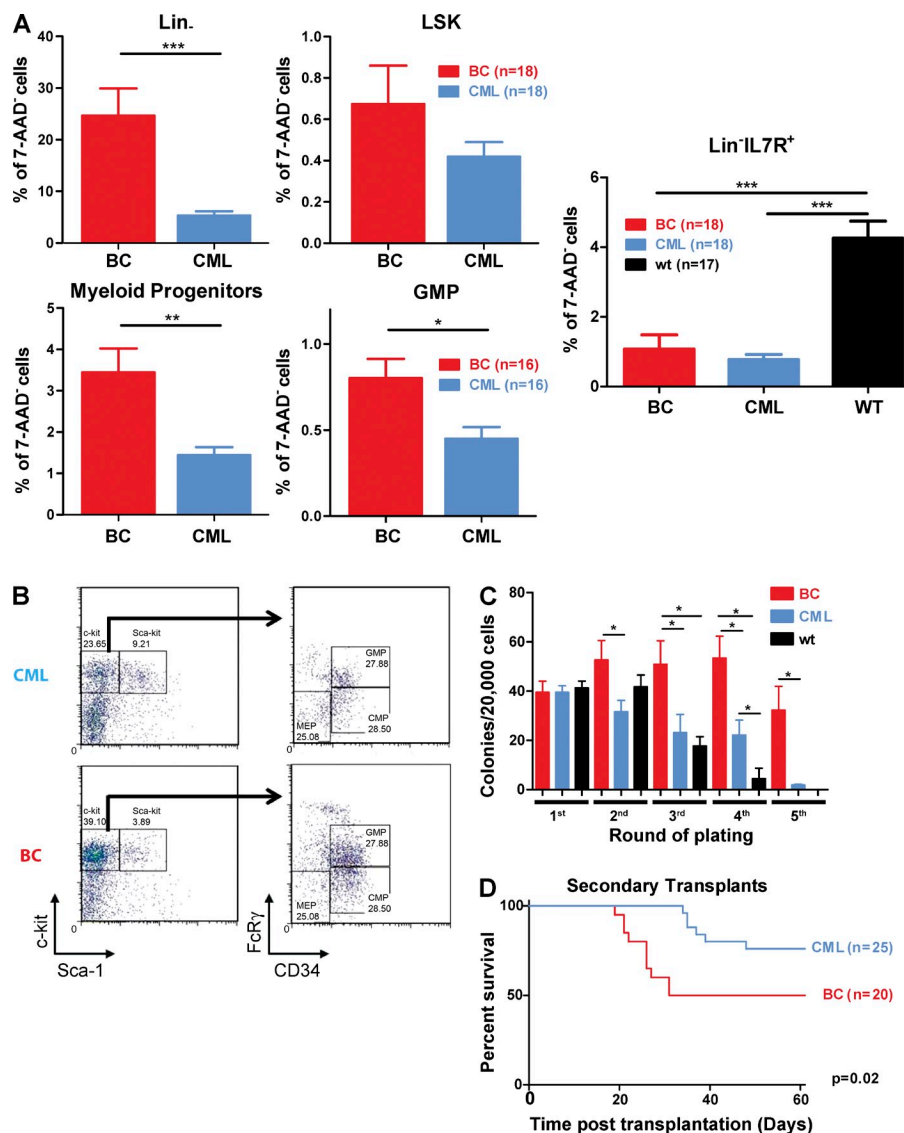 A
Lin-
% of 7-AAD- cells
40
30
20
10
0
***
BC
CML
LSK
% of 7-AAD- cells
1.0
0.8
0.6
0.4
0.2
0.0
BC (n=18)
CML (n=18)
BC
CML
Myeloid Progenitors
% of 7-AAD- cells
5
4
3
2
1
0
**
BC
CML
GMP
% of 7-AAD- cells
1.0
0.5
0.0
*
BC (n=16)
CML (n=16)
BC
CML
Lin-IL7R+
% of 7-AAD- cells
6
4
2
0
***
***
BC (n=18)
CML (n=18)
wt (n=17)
BC
CML
WT
B
CML
c-kit
23.65
Sca-kit
9.21
0
GMP
27.88
MEP
25.08
CMP
28.50
0
BC
c-kit
39.10
Sca-kit
3.89
0
GMP
27.88
MEP
25.08
CMP
28.50
0
c-kit
Sca-1
FcRγ
CD34
C
Colonies/20,000 cells
80
60
40
20
0
BC
CML
wt
*
*
*
*
*
*
*
1st
2nd
3rd
4th
5th
Round of plating
D
Secondary Transplants
Percent survival
100
50
0
CML (n=25)
BC (n=20)
p=0.02
0
20
40
60
Time post transplantation (Days)